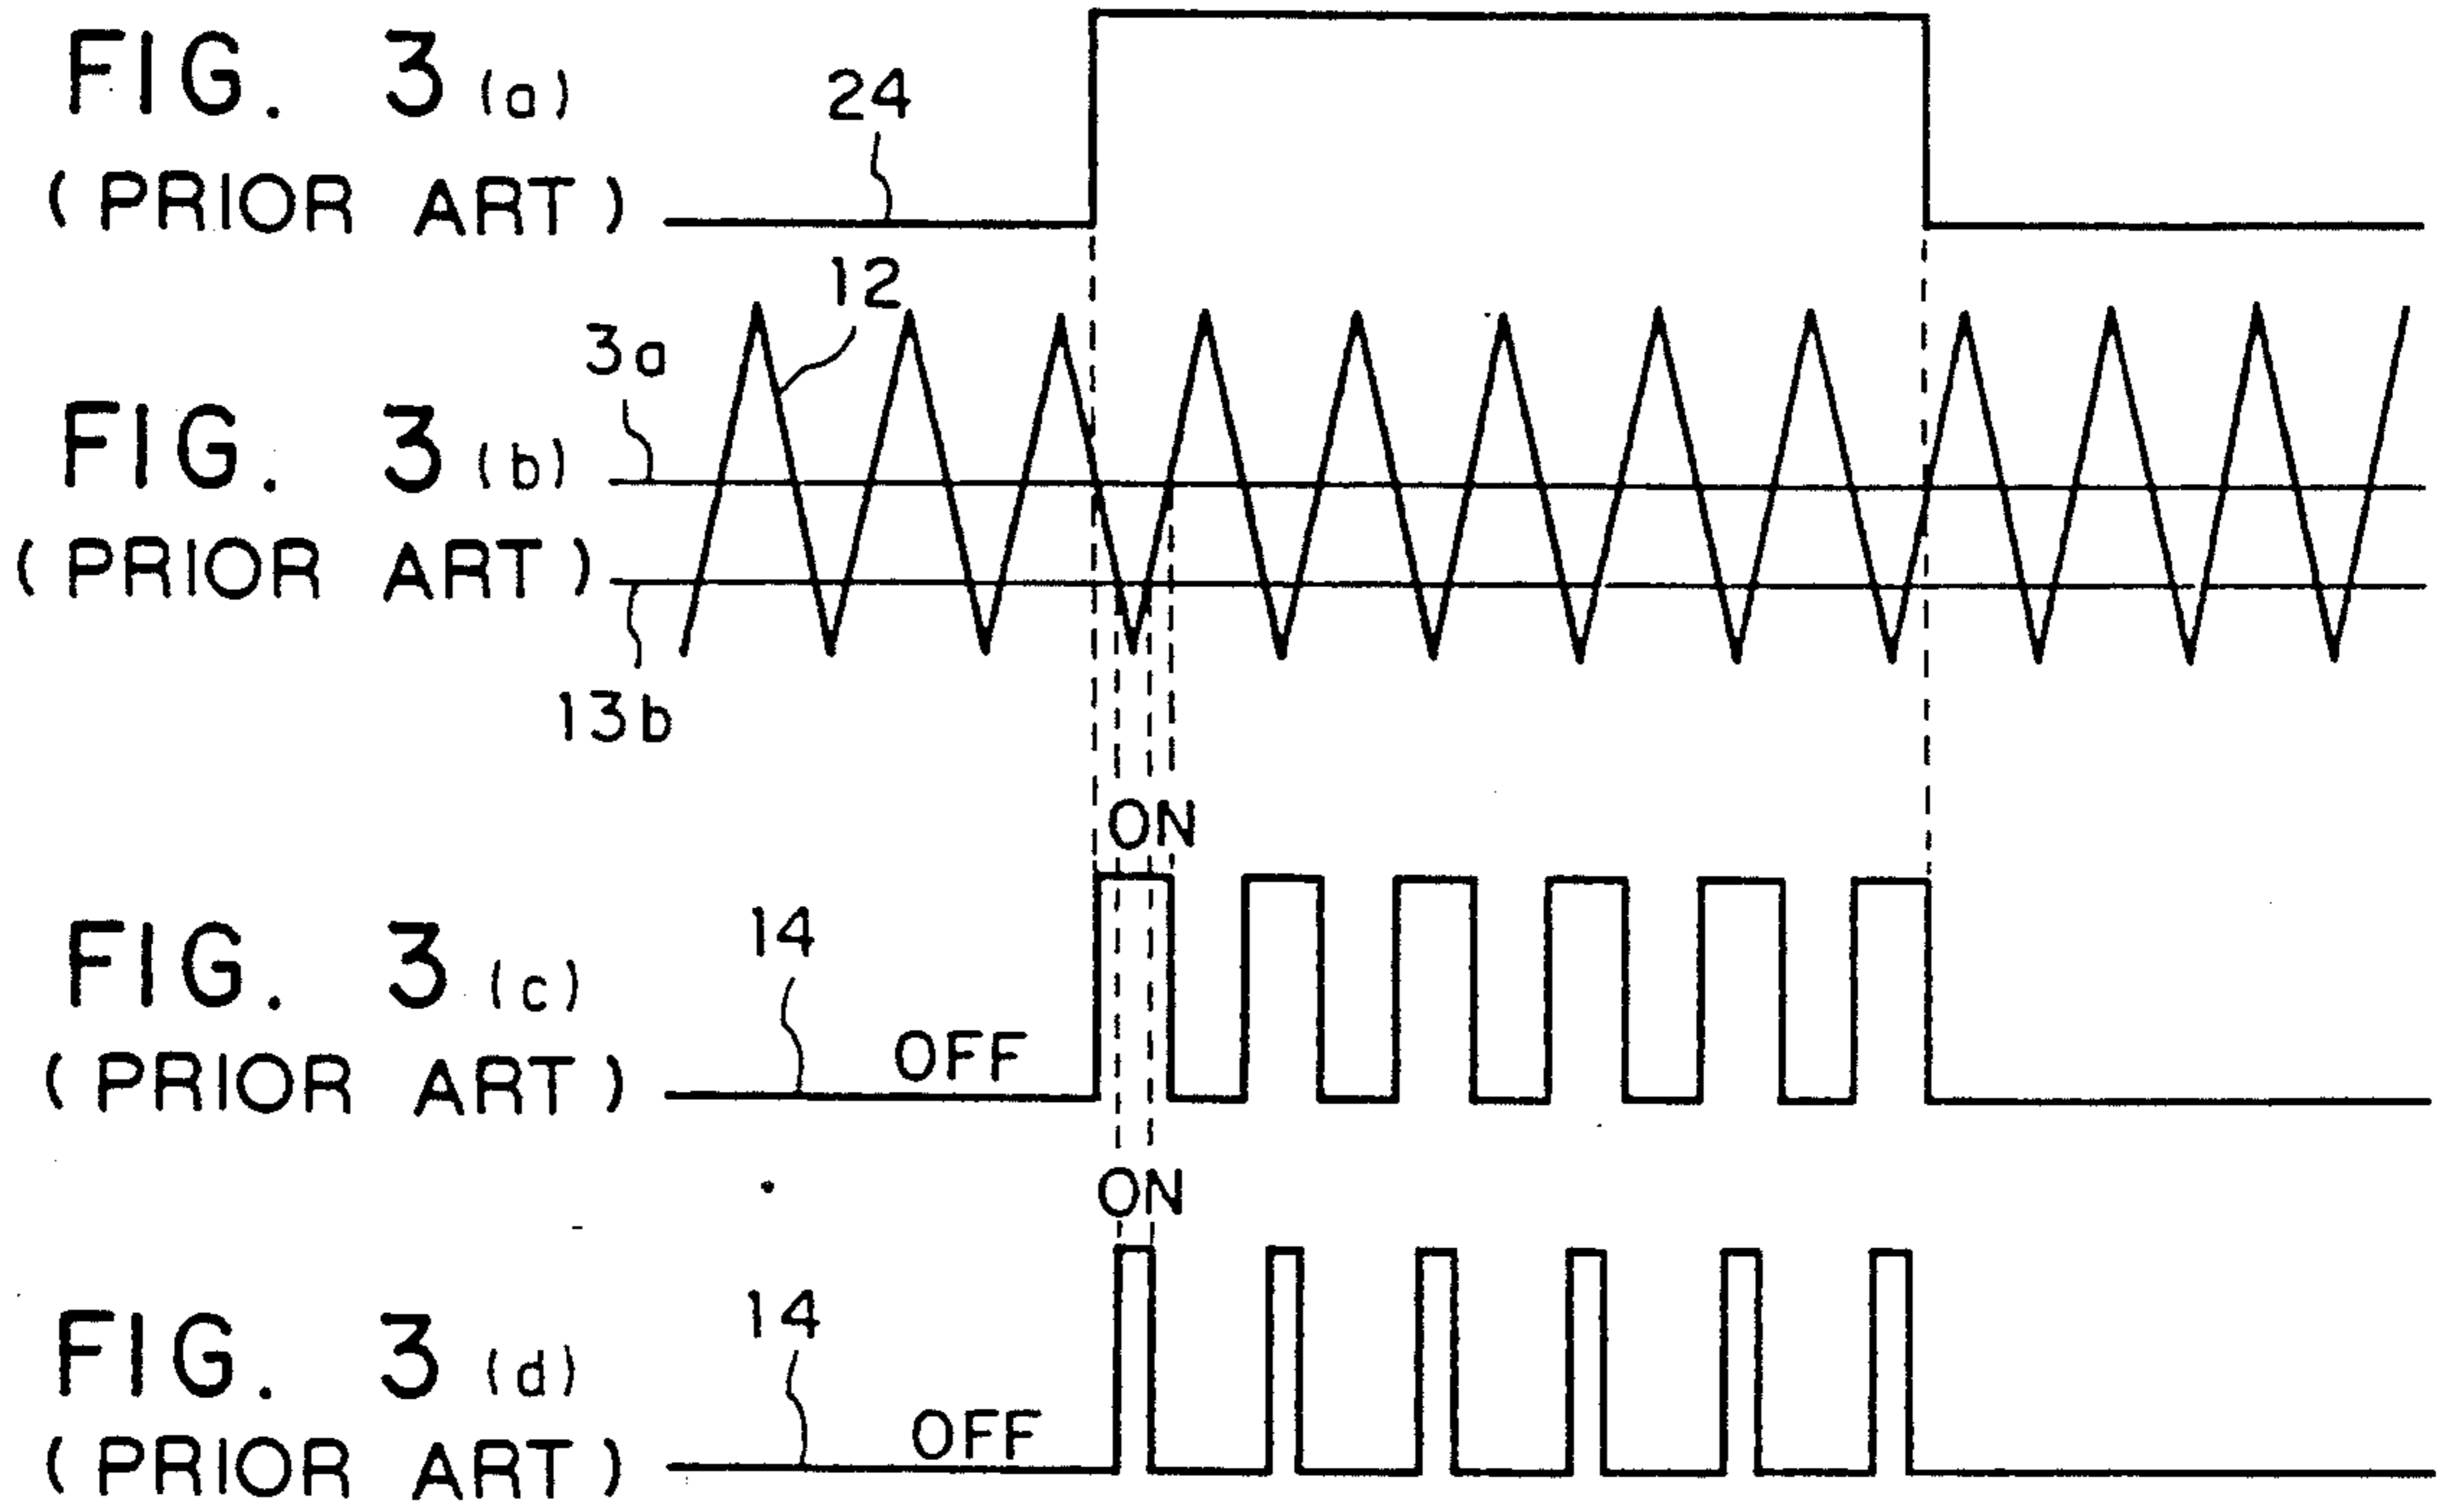 FIG. 3 (a)
(PRIOR ART)
24
12
3a
FIG. 3 (b)
(PRIOR ART)
13b
ON
14
FIG. 3 (c)
OFF
(PRIOR ART)
ON
14
FIG. 3 (d)
OFF
(PRIOR ART)